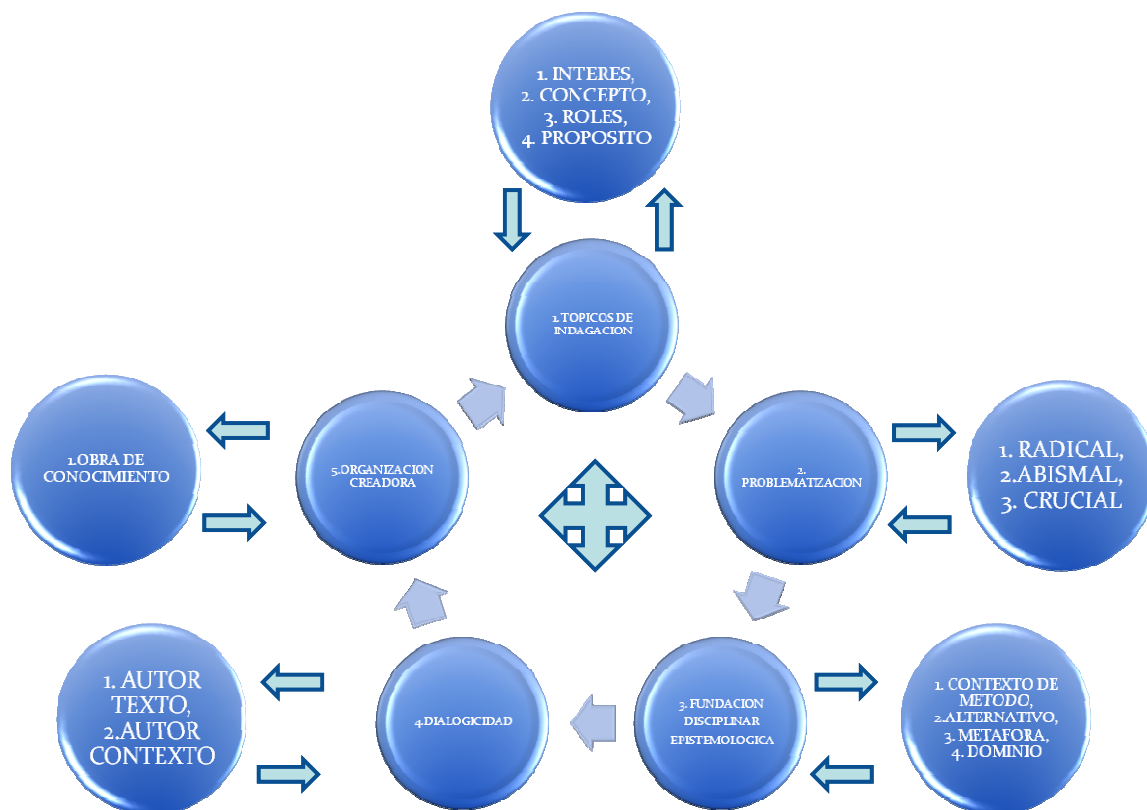 1. INTERES,
2. CONCEPTO,
3. ROLES,
4. PROPOSITO
1. TOPICOS DE
INDAGACION
2.
PROBLEMATIZACION
1. RADICAL,
2.ABISMAL,
3. CRUCIAL
3. FUNDACION
DISCIPLINAR
EPISTEMOLOGICA
1. CONTEXTO DE
METODO,
2.ALTERNATIVO,
3. METAFORA,
4. DOMINIO
4.DIALOGICIDAD
1. AUTOR
TEXTO,
2.AUTOR
CONTEXTO
5.ORGANIZACION
CREADORA
1.OBRA DE
CONOCIMIENTO